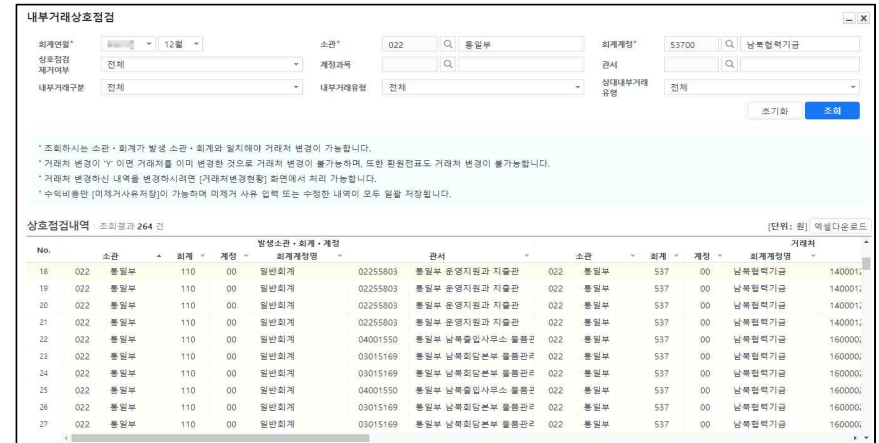 내부거래상호점검
회계연월* 12월 소관* 022 통일부 회계계정* 53700 남북협력기금
상호점검 제거여부 전체 계정과목 관서
내부거래구분 전체 내부거래유형 전체 상대내부거래 유형 전체
초기화 조회
* 조회하시는 소관・회계가 발생 소관・회계와 일치해야 거래처 변경이 가능합니다.
* 거래처 변경이 'Y' 이면 거래처를 이미 변경한 것으로 거래처 변경이 불가능하며, 또한 환원전표도 거래처 변경이 불가능합니다.
* 거래처 변경하신 내역을 변경하시려면 [거래처변경현황] 화면에서 처리 가능합니다.
* 수익비용만 [미제거사유저장]이 가능하며 미제거 사유 입력 또는 수정한 내역이 모두 일괄 저장됩니다.
상호점검내역 조회결과 264 건 [단위: 원] 엑셀다운로드
No. 발생소관・회계・계정 거래처
소관 회계 계정 회계계정명 관서 소관 회계 계정 회계계정명
18 022 통일부 110 00 일반회계 02255803 통일부 운영지원과 지출관 022 통일부 537 00 남북협력기금 1400012
19 022 통일부 110 00 일반회계 02255803 통일부 운영지원과 지출관 022 통일부 537 00 남북협력기금 1400012
20 022 통일부 110 00 일반회계 02255803 통일부 운영지원과 지출관 022 통일부 537 00 남북협력기금 1400012
21 022 통일부 110 00 일반회계 02255803 통일부 운영지원과 지출관 022 통일부 537 00 남북협력기금 1400012
22 022 통일부 110 00 일반회계 04001550 통일부 남북출입사무소 물품관 022 통일부 537 00 남북협력기금 1600002
23 022 통일부 110 00 일반회계 03015169 통일부 남북회담본부 물품관리 022 통일부 537 00 남북협력기금 1600002
24 022 통일부 110 00 일반회계 03015169 통일부 남북회담본부 물품관리 022 통일부 537 00 남북협력기금 1600002
25 022 통일부 110 00 일반회계 04001550 통일부 남북출입사무소 물품관 022 통일부 537 00 남북협력기금 1600002
26 022 통일부 110 00 일반회계 03015169 통일부 남북회담본부 물품관리 022 통일부 537 00 남북협력기금 1600002
27 022 통일부 110 00 일반회계 03015169 통일부 남북회담본부 물품관리 022 통일부 537 00 남북협력기금 1600002